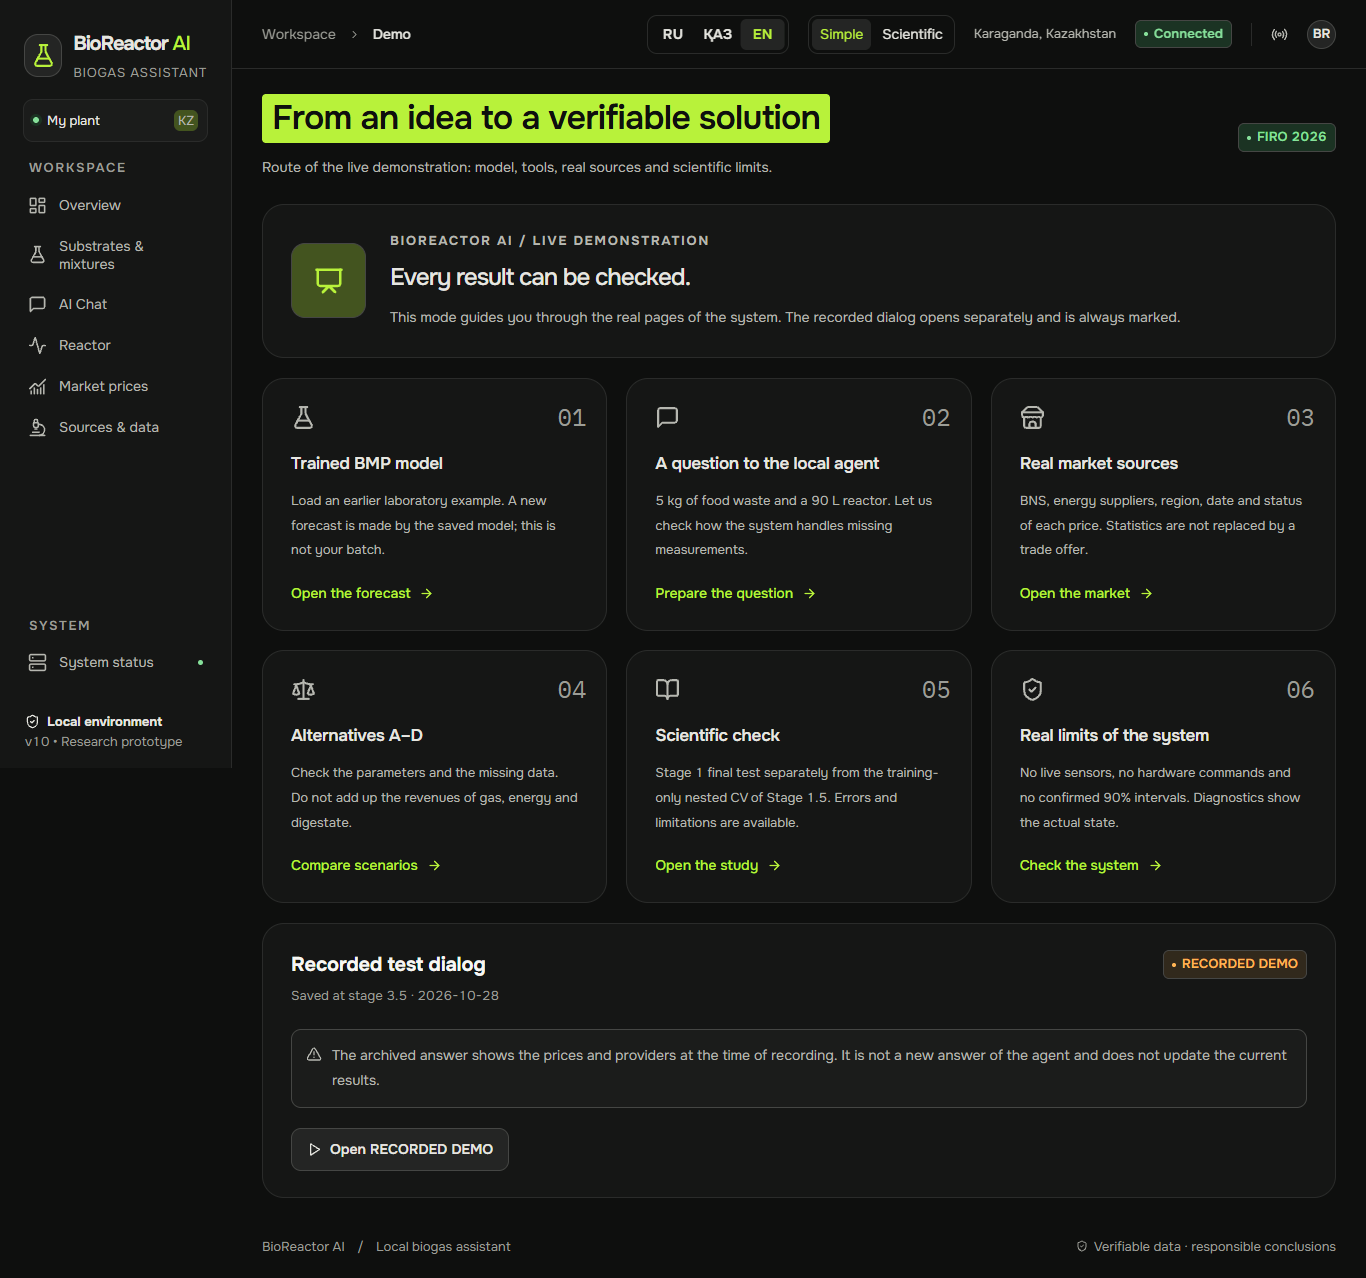 BioReactor AI
BIOGAS ASSISTANT
My plant
KZ
WORKSPACE
Overview
Substrates &
mixtures
AI Chat
Reactor
Market prices
Sources & data
SYSTEM
System status
Local environment
v10 • Research prototype
Workspace › Demo
RU ҚАЗ EN
Simple Scientific
Karaganda, Kazakhstan
• Connected
BR
From an idea to a verifiable solution
Route of the live demonstration: model, tools, real sources and scientific limits.
• FIRO 2026
BIOREACTOR AI / LIVE DEMONSTRATION
Every result can be checked.
This mode guides you through the real pages of the system. The recorded dialog opens separately and is always marked.
01
Trained BMP model
Load an earlier laboratory example. A new
forecast is made by the saved model; this is
not your batch.
Open the forecast →
02
A question to the local agent
5 kg of food waste and a 90 L reactor. Let us
check how the system handles missing
measurements.
Prepare the question →
03
Real market sources
BNS, energy suppliers, region, date and status
of each price. Statistics are not replaced by a
trade offer.
Open the market →
04
Alternatives A–D
Check the parameters and the missing data.
Do not add up the revenues of gas, energy and
digestate.
Compare scenarios →
05
Scientific check
Stage 1 final test separately from the training-
only nested CV of Stage 1.5. Errors and
limitations are available.
Open the study →
06
Real limits of the system
No live sensors, no hardware commands and
no confirmed 90% intervals. Diagnostics show
the actual state.
Check the system →
Recorded test dialog
• RECORDED DEMO
Saved at stage 3.5 · 2026-10-28
The archived answer shows the prices and providers at the time of recording. It is not a new answer of the agent and does not update the current
results.
Open RECORDED DEMO
BioReactor AI / Local biogas assistant
Verifiable data · responsible conclusions